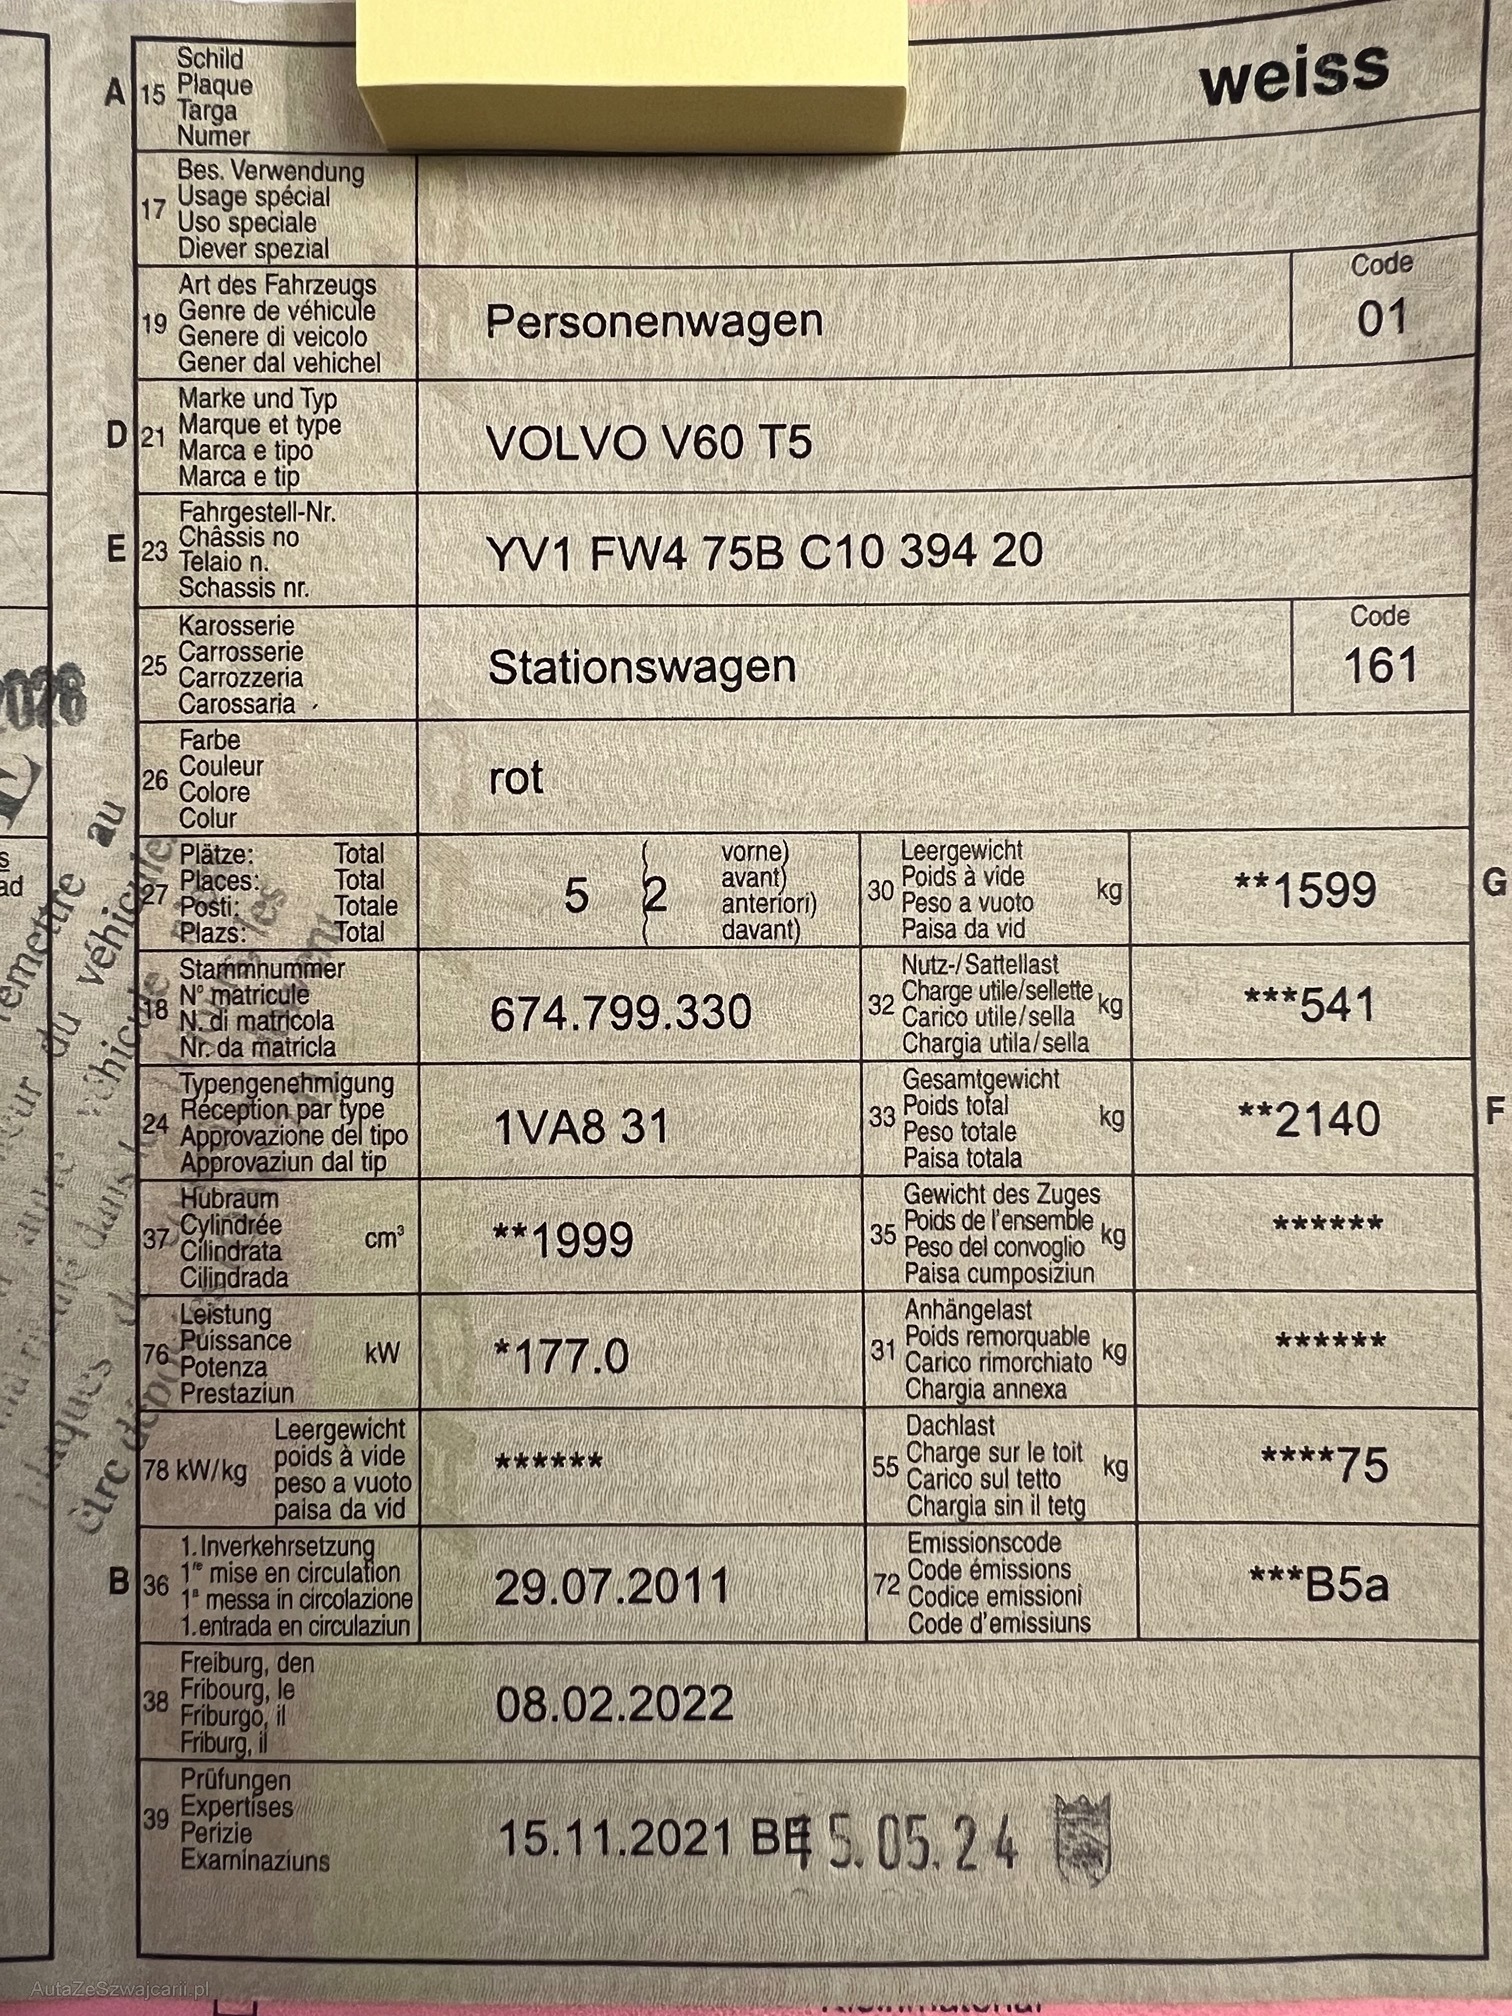 A
15
Schild
Plaque
Targa
Numer
weiss
17
Bes. Verwendung
Usage spécial
Uso speciale
Diever spezial
19
Art des Fahrzeugs
Genre de véhicule
Genere di veicolo
Gener dal vehichel
Personenwagen
Code
01
D
21
Marke und Typ
Marque et type
Marca e tipo
Marca e tip
VOLVO V60 T5
E
23
Fahrgestell-Nr.
Châssis no
Telaio n.
Schassis nr.
YV1 FW4 75B C10 394 20
25
Karosserie
Carrosserie
Carrozzeria
Carossaria
Stationswagen
Code
161
26
Farbe
Couleur
Colore
Colur
rot
27
Plätze: Total
Places: Total
Posti: Totale
Plazs: Total
5 2
vorne)
avant)
anteriori)
davant)
30
Leergewicht
Poids à vide
Peso a vuoto
Paisa da vid
kg
**1599
G
18
Stammnummer
N° matricule
N. di matricola
Nr. da matricla
674.799.330
32
Nutz-/Sattellast
Charge utile/sellette
Carico utile/sella
Chargia utila/sella
kg
***541
24
Typengenehmigung
Réception par type
Approvazione del tipo
Approvaziun dal tip
1VA8 31
33
Gesamtgewicht
Poids total
Peso totale
Paisa totala
kg
**2140
F
37
Hubraum
Cylindrée
Cilindrata
Cilindrada
cm³
**1999
35
Gewicht des Zuges
Poids de l'ensemble
Peso del convoglio
Paisa cumposiziun
kg
******
76
Leistung
Puissance
Potenza
Prestaziun
kW
*177.0
31
Anhängelast
Poids remorquable
Carico rimorchiato
Chargia annexa
kg
******
78 kW/kg
Leergewicht
poids à vide
peso a vuoto
paisa da vid
******
55
Dachlast
Charge sur le toit
Carico sul tetto
Chargia sin il tetg
kg
****75
B
36
1. Inverkehrsetzung
1re mise en circulation
1a messa in circolazione
1. entrada en circulaziun
29.07.2011
72
Emissionscode
Code émissions
Codice emissioni
Code d'emissiuns
***B5a
38
Freiburg, den
Fribourg, le
Friburgo, il
Friburg, il
08.02.2022
39
Prüfungen
Expertises
Perizie
Examinaziuns
15.11.2021 BE
15.05.24
au
du véhicule
AutaZeSzwajcarii.pl